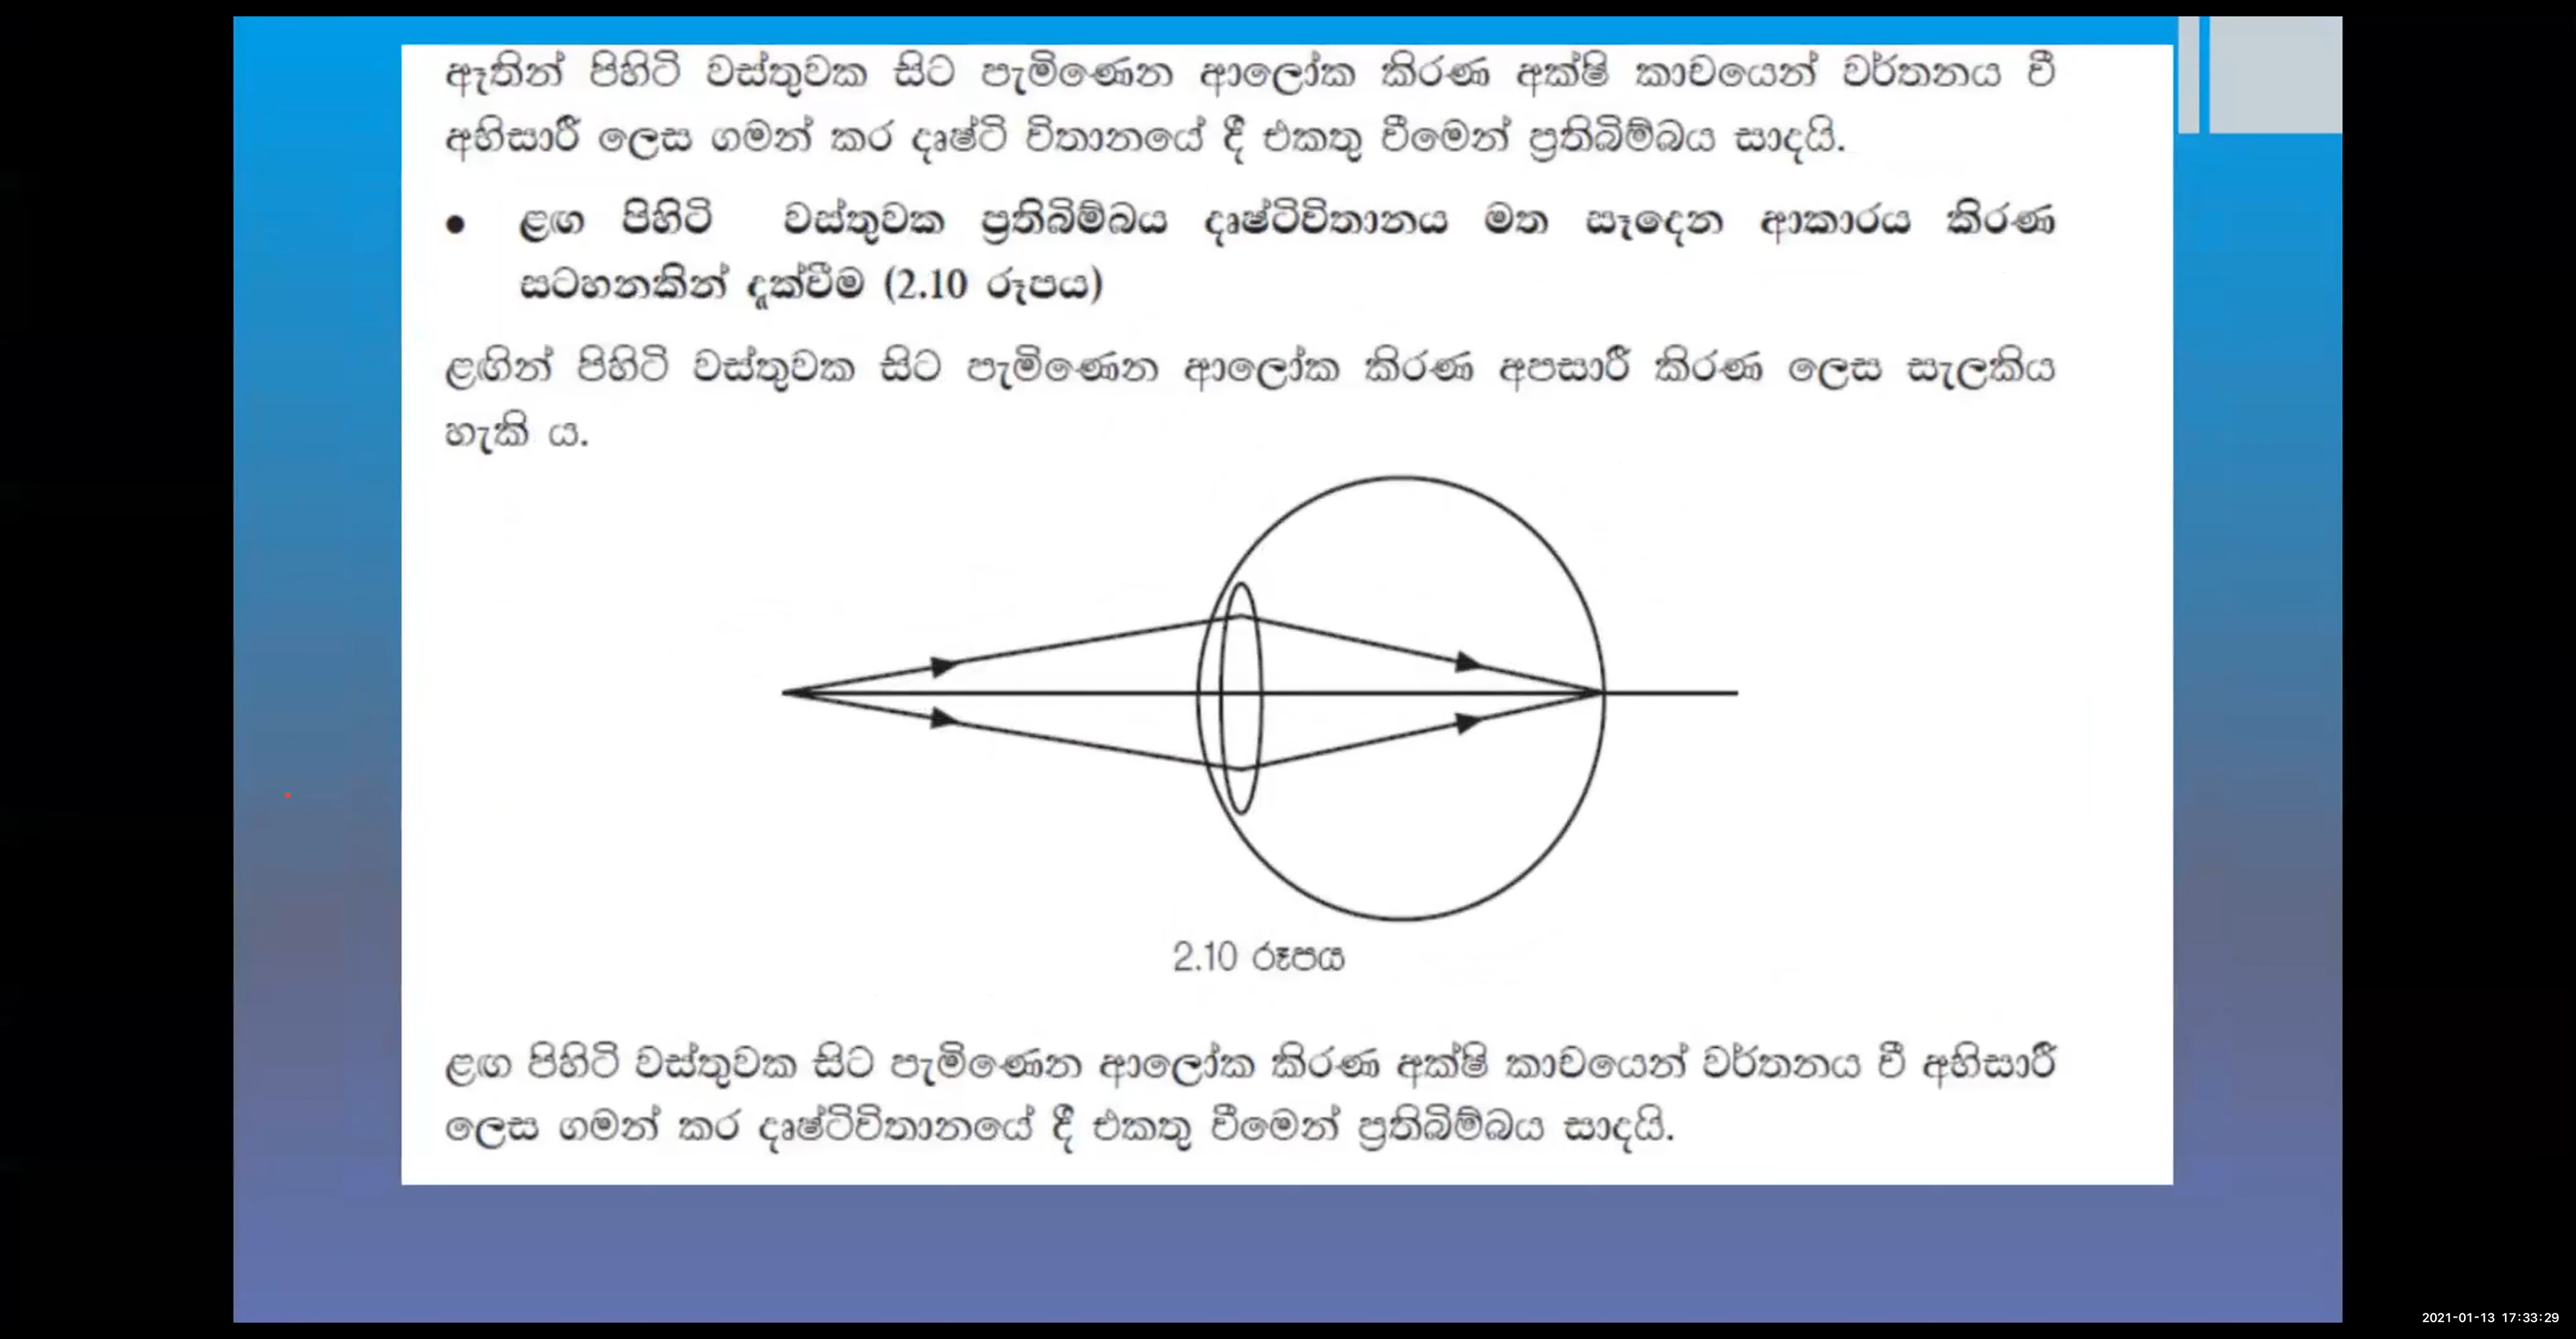 ඈතින් පිහිටි වස්තුවක සිට පැමිණෙන ආලෝක කිරණ අක්ෂි කාචයෙන් වර්තනය වී
අභිසාරී ලෙස ගමන් කර දෘෂ්ටි විතානයේ දී එකතු වීමෙන් ප්‍රතිබිම්බය සාදයි.
• ළඟ පිහිටි වස්තුවක ප්‍රතිබිම්බය දෘෂ්ටිවිතානය මත සෑදෙන ආකාරය කිරණ
සටහනකින් දැක්වීම (2.10 රූපය)
ළඟින් පිහිටි වස්තුවක සිට පැමිණෙන ආලෝක කිරණ අපසාරී කිරණ ලෙස සැලකිය
හැකි ය.
2.10 රූපය
ළඟ පිහිටි වස්තුවක සිට පැමිණෙන ආලෝක කිරණ අක්ෂි කාචයෙන් වර්තනය වී අභිසාරී
ලෙස ගමන් කර දෘෂ්ටිවිතානයේ දී එකතු වීමෙන් ප්‍රතිබිම්බය සාදයි.
2021-01-13 17:33:29